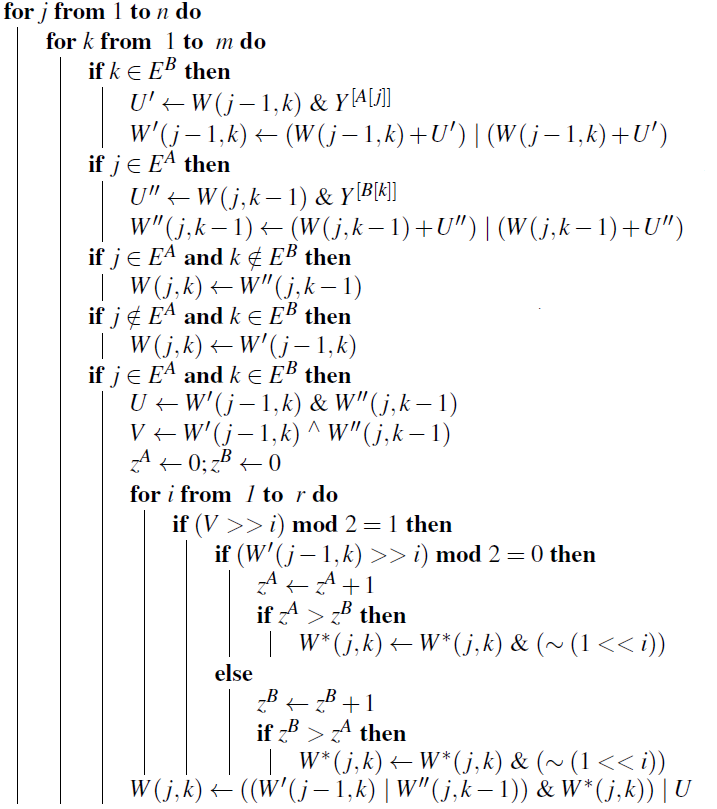 for j from 1 to n do
for k from 1 to m do
if k ∈ E^B then
U′ ← W(j−1,k) & Y^[A[j]]
W′(j−1,k) ← (W(j−1,k)+U′) | (W(j−1,k)+U′)
if j ∈ E^A then
U″ ← W(j,k−1) & Y^[B[k]]
W″(j,k−1) ← (W(j,k−1)+U″) | (W(j,k−1)+U″)
if j ∈ E^A and k ∉ E^B then
W(j,k) ← W″(j,k−1)
if j ∉ E^A and k ∈ E^B then
W(j,k) ← W′(j−1,k)
if j ∈ E^A and k ∈ E^B then
U ← W′(j−1,k) & W″(j,k−1)
V ← W′(j−1,k) ^ W″(j,k−1)
z^A ← 0; z^B ← 0
for i from 1 to r do
if (V >> i) mod 2 = 1 then
if (W′(j−1,k) >> i) mod 2 = 0 then
z^A ← z^A + 1
if z^A > z^B then
W*(j,k) ← W*(j,k) & (∼ (1 << i))
else
z^B ← z^B + 1
if z^B > z^A then
W*(j,k) ← W*(j,k) & (∼ (1 << i))
W(j,k) ← ((W′(j−1,k) | W″(j,k−1)) & W*(j,k)) | U